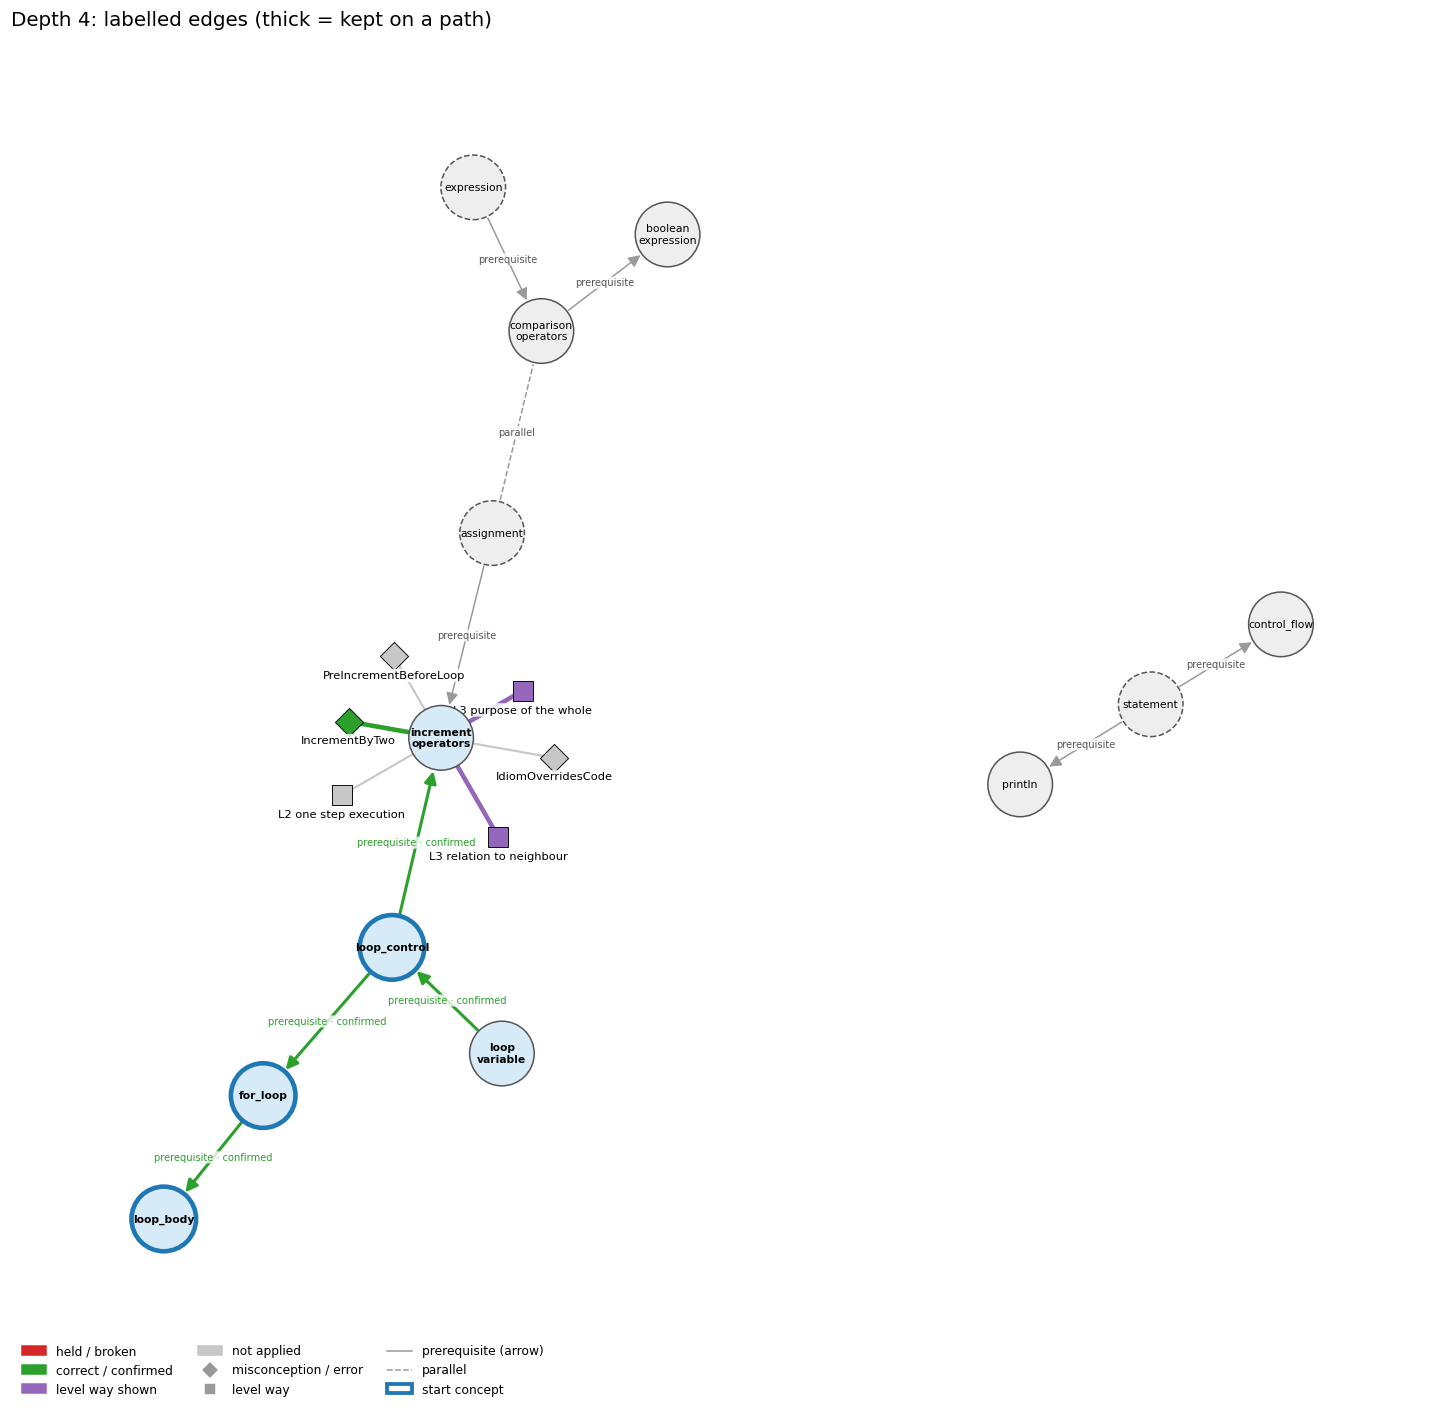 Depth 4: labelled edges (thick = kept on a path)
expression
boolean
expression
prerequisite
prerequisite
comparison
operators
parallel
assignment
prerequisite
PreIncrementBeforeLoop
L3 purpose of the whole
IncrementByTwo
increment
operators
IdiomOverridesCode
L2 one step execution
prerequisite · confirmed
L3 relation to neighbour
control_flow
prerequisite
statement
prerequisite
println
loop_control
prerequisite · confirmed
prerequisite · confirmed
loop
variable
for_loop
prerequisite · confirmed
loop_body
held / broken
correct / confirmed
level way shown
not applied
misconception / error
level way
prerequisite (arrow)
parallel
start concept